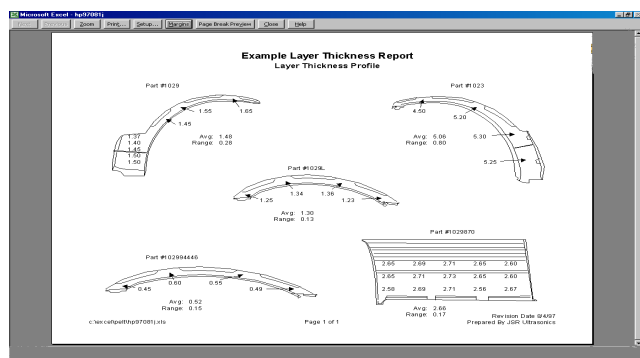 Microsoft Excel - hp97081j
Zoom Print... Setup... Margins Page Break Preview Close Help
Example Layer Thickness Report
Layer Thickness Profile
Part #1029
1.55 1.65
1.45
1.37
1.40
1.45
1.50
1.50
Avg: 1.48
Range: 0.28
Part #1023
4.50
5.20
5.30
5.25
Avg: 5.06
Range: 0.80
Part #1029L
1.34 1.36
1.25 1.23
Avg: 1.30
Range: 0.13
Part #102994446
0.60 0.55
0.45 0.49
Avg: 0.52
Range: 0.15
Part #1029870
2.65 2.69 2.71 2.65 2.60
2.65 2.71 2.73 2.65 2.60
2.58 2.69 2.71 2.56 2.67
Avg: 2.66
Range: 0.17
c:\excel\pelt\hp97081j.xls
Page 1 of 1
Revision Date 8/4/97
Prepared By JSR Ultrasonics